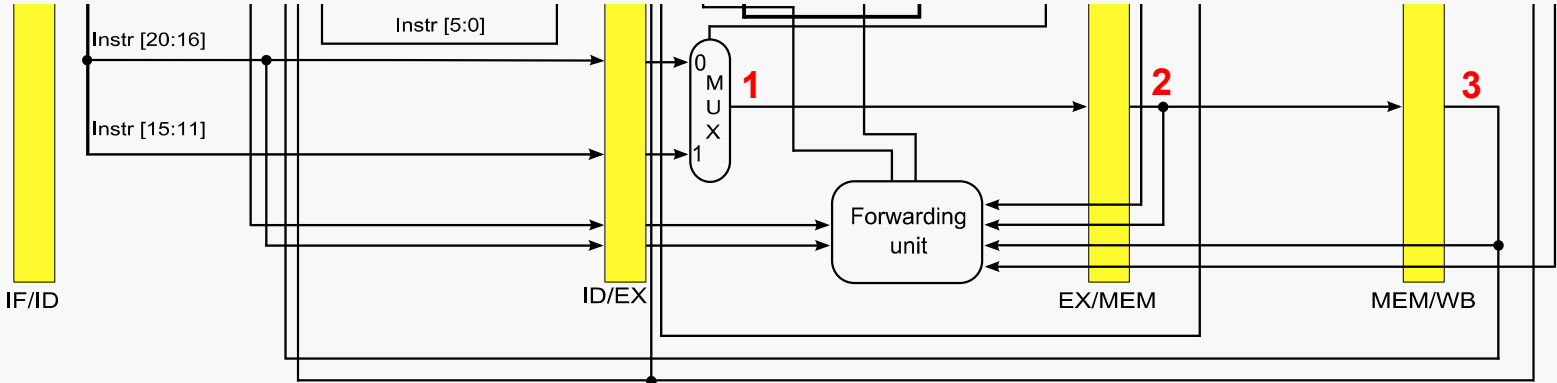 Instr [5:0]
Instr [20:16]
0
M
U
X
1
1
2
3
Instr [15:11]
Forwarding
unit
IF/ID
ID/EX
EX/MEM
MEM/WB